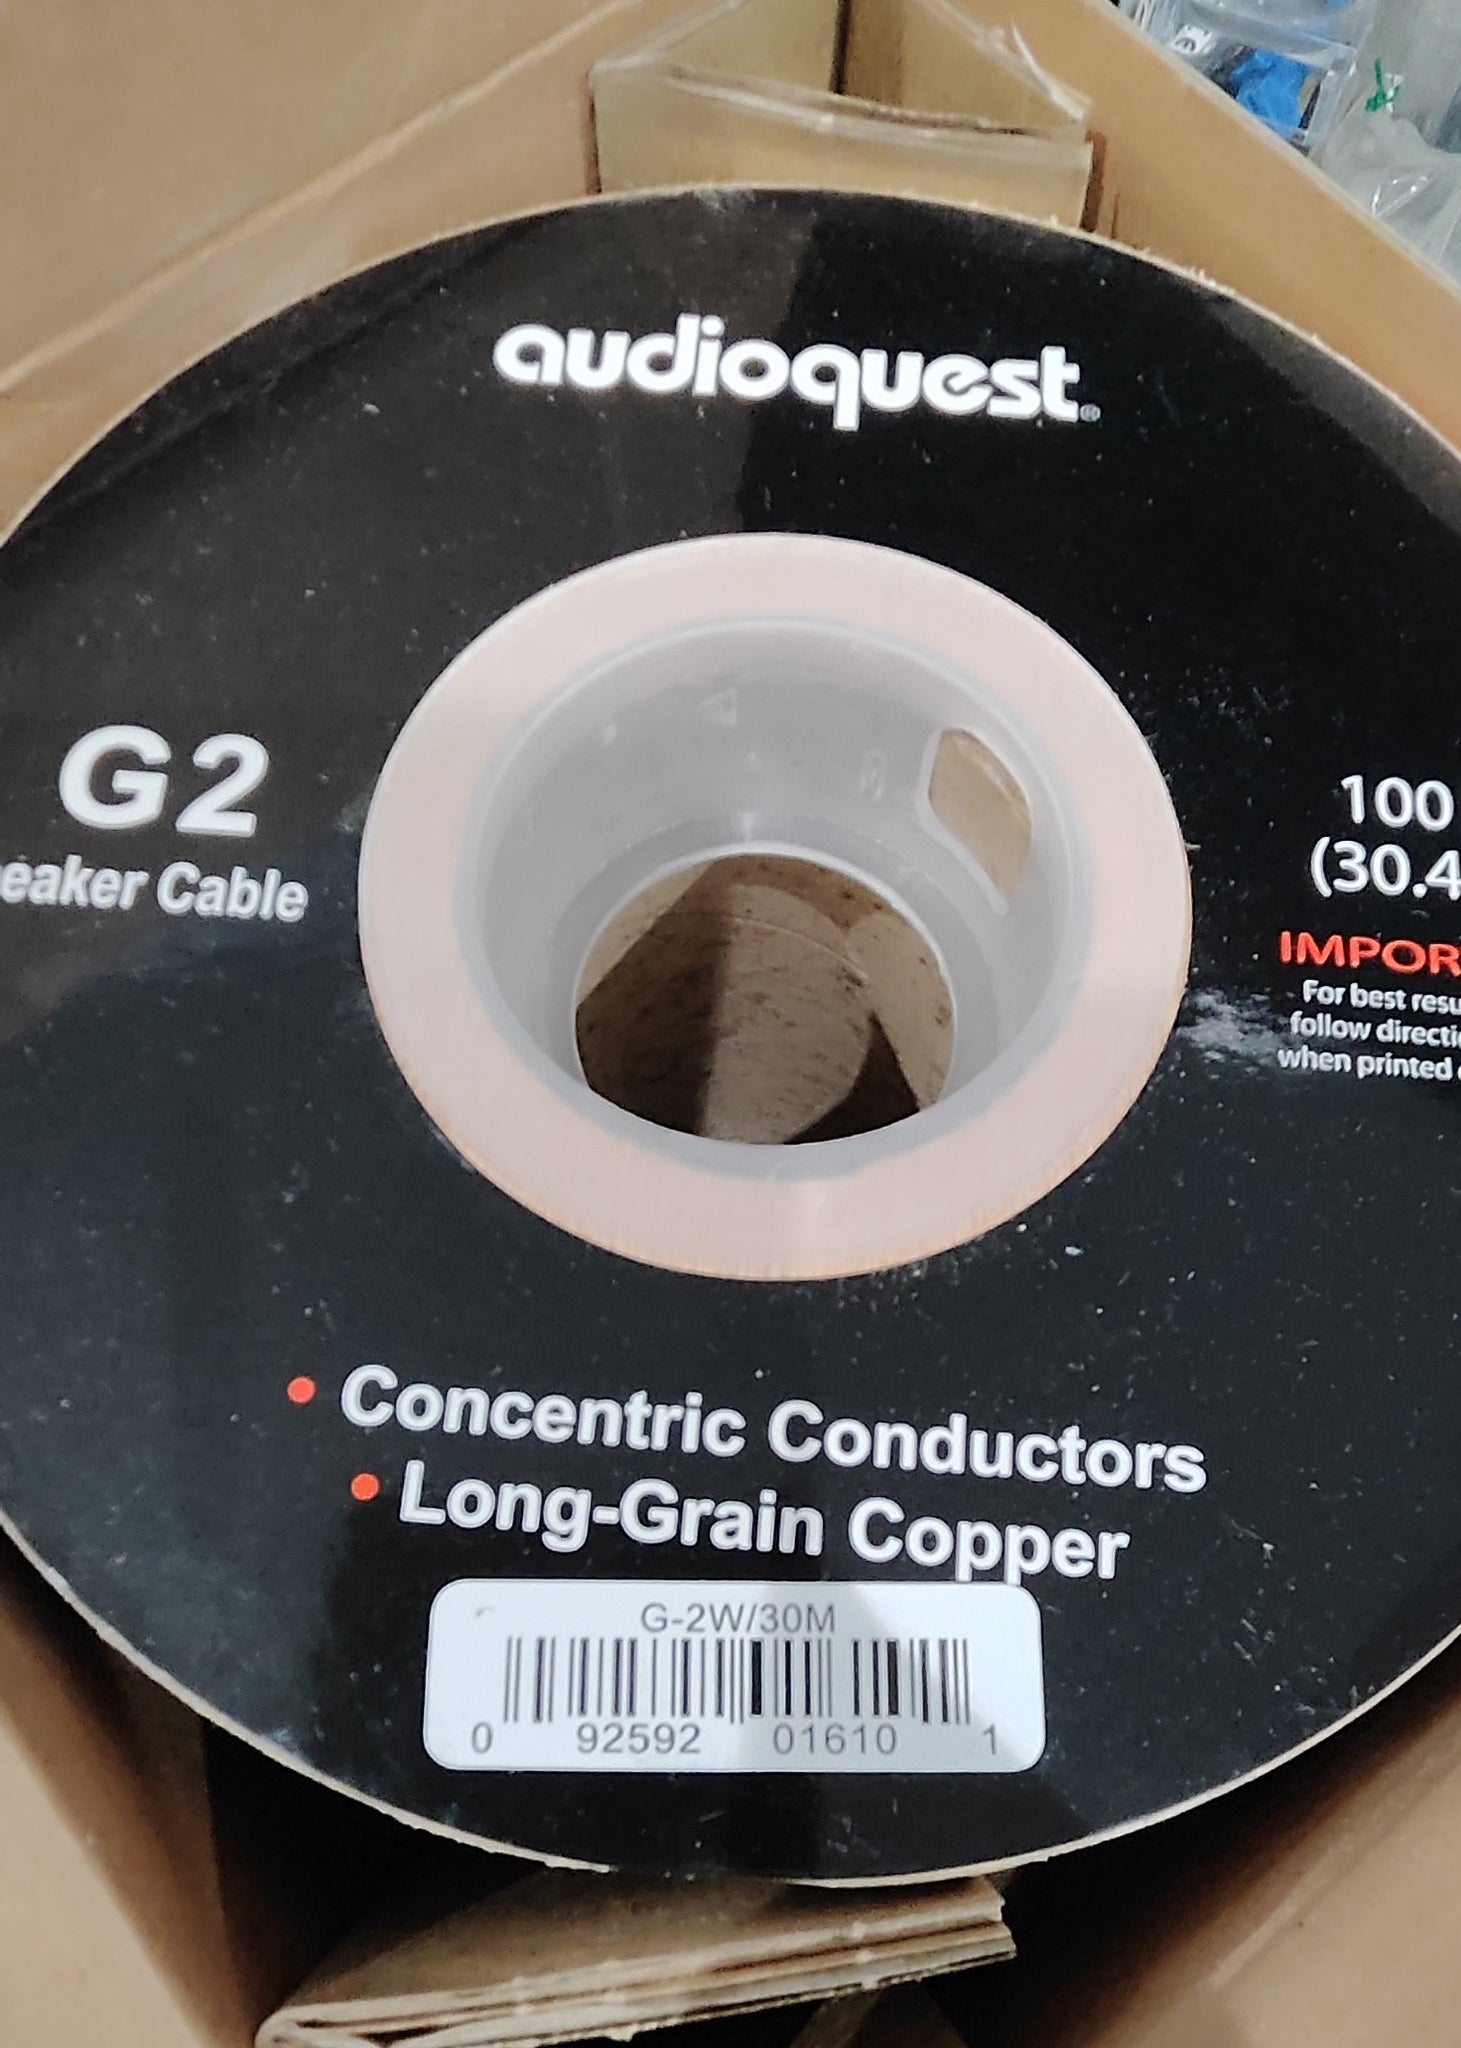 audioquest®
G2
eaker Cable
100
(30.4
IMPOR
For best resu
follow directi
when printed
• Concentric Conductors
• Long-Grain Copper
G-2W/30M
0 92592 01610 1